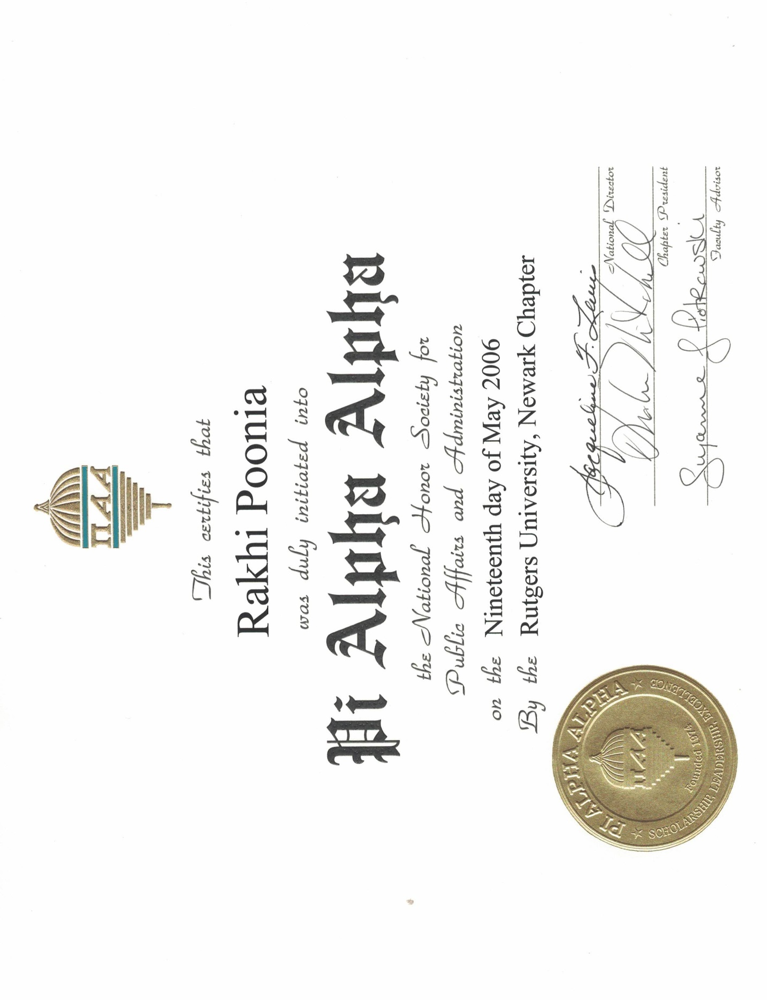 ΠΑΑ
This certifies that
Rakhi Poonia
was duly initiated into
Pi Alpha Alpha
the National Honor Society for
Public Affairs and Administration
on the Nineteenth day of May 2006
By the Rutgers University, Newark Chapter
Jacqueline F. Lewis
National Director
Mitchell
Chapter President
Suzanne J Piotrowski
Faculty Advisor
PI ALPHA ALPHA
ΠΑΑ
Founded 1974
SCHOLARSHIP, LEADERSHIP, EXCELLENCE